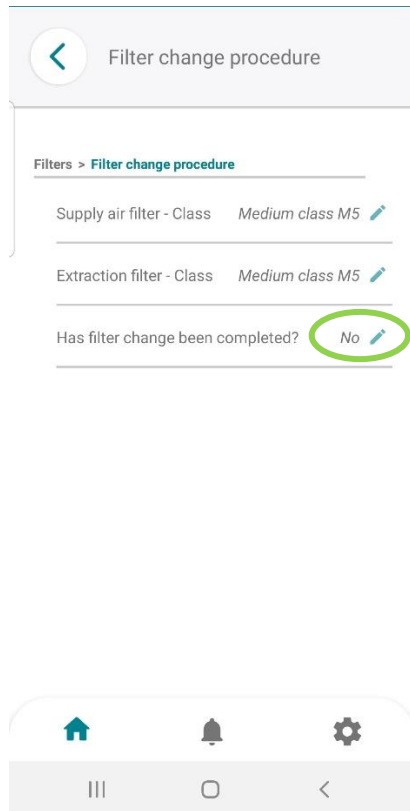 Filter change procedure
Filters > Filter change procedure
Supply air filter - Class Medium class M5
Extraction filter - Class Medium class M5
Has filter change been completed? No